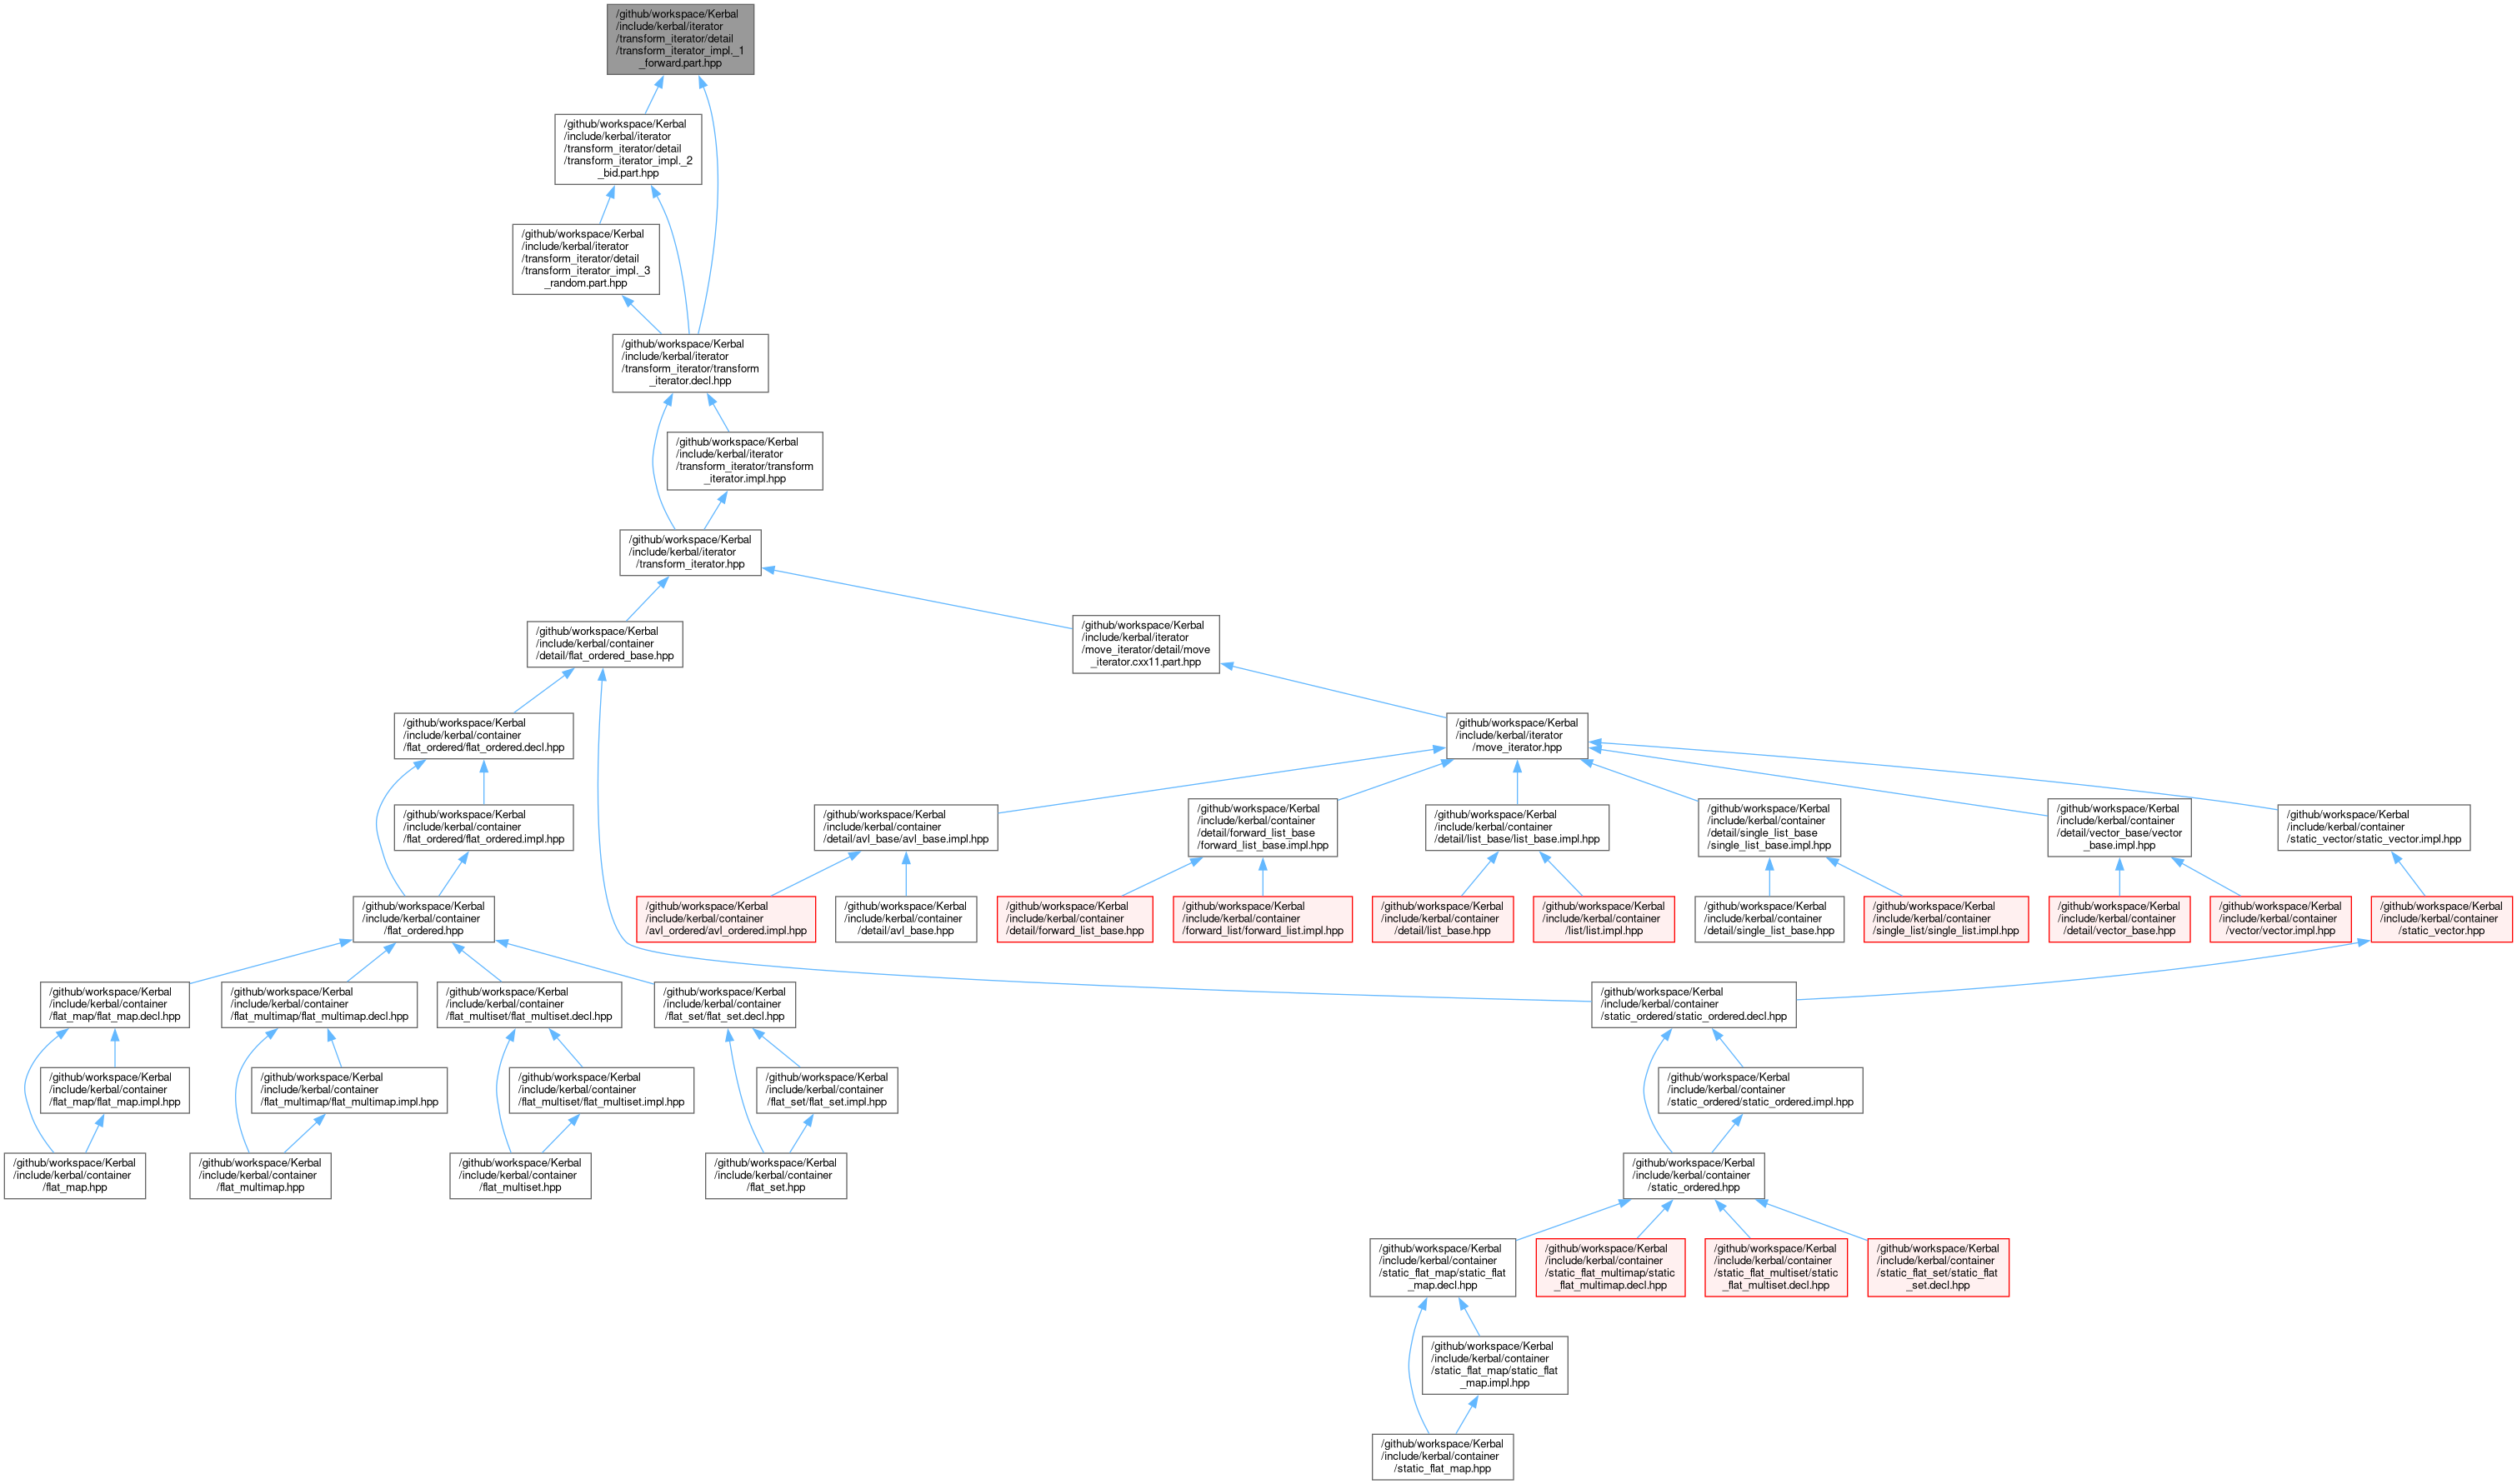 /github/workspace/Kerbal
/include/kerbal/iterator
/transform_iterator/detail
/transform_iterator_impl._1
_forward.part.hpp
/github/workspace/Kerbal
/include/kerbal/iterator
/transform_iterator/detail
/transform_iterator_impl._2
_bid.part.hpp
/github/workspace/Kerbal
/include/kerbal/iterator
/transform_iterator/detail
/transform_iterator_impl._3
_random.part.hpp
/github/workspace/Kerbal
/include/kerbal/iterator
/transform_iterator/transform
_iterator.decl.hpp
/github/workspace/Kerbal
/include/kerbal/iterator
/transform_iterator/transform
_iterator.impl.hpp
/github/workspace/Kerbal
/include/kerbal/iterator
/transform_iterator.hpp
/github/workspace/Kerbal
/include/kerbal/container
/detail/flat_ordered_base.hpp
/github/workspace/Kerbal
/include/kerbal/iterator
/move_iterator/detail/move
_iterator.cxx11.part.hpp
/github/workspace/Kerbal
/include/kerbal/container
/flat_ordered/flat_ordered.decl.hpp
/github/workspace/Kerbal
/include/kerbal/iterator
/move_iterator.hpp
/github/workspace/Kerbal
/include/kerbal/container
/flat_ordered/flat_ordered.impl.hpp
/github/workspace/Kerbal
/include/kerbal/container
/detail/avl_base/avl_base.impl.hpp
/github/workspace/Kerbal
/include/kerbal/container
/detail/forward_list_base
/forward_list_base.impl.hpp
/github/workspace/Kerbal
/include/kerbal/container
/detail/list_base/list_base.impl.hpp
/github/workspace/Kerbal
/include/kerbal/container
/detail/single_list_base
/single_list_base.impl.hpp
/github/workspace/Kerbal
/include/kerbal/container
/detail/vector_base/vector
_base.impl.hpp
/github/workspace/Kerbal
/include/kerbal/container
/static_vector/static_vector.impl.hpp
/github/workspace/Kerbal
/include/kerbal/container
/flat_ordered.hpp
/github/workspace/Kerbal
/include/kerbal/container
/avl_ordered/avl_ordered.impl.hpp
/github/workspace/Kerbal
/include/kerbal/container
/detail/avl_base.hpp
/github/workspace/Kerbal
/include/kerbal/container
/detail/forward_list_base.hpp
/github/workspace/Kerbal
/include/kerbal/container
/forward_list/forward_list.impl.hpp
/github/workspace/Kerbal
/include/kerbal/container
/detail/list_base.hpp
/github/workspace/Kerbal
/include/kerbal/container
/list/list.impl.hpp
/github/workspace/Kerbal
/include/kerbal/container
/detail/single_list_base.hpp
/github/workspace/Kerbal
/include/kerbal/container
/single_list/single_list.impl.hpp
/github/workspace/Kerbal
/include/kerbal/container
/detail/vector_base.hpp
/github/workspace/Kerbal
/include/kerbal/container
/vector/vector.impl.hpp
/github/workspace/Kerbal
/include/kerbal/container
/static_vector.hpp
/github/workspace/Kerbal
/include/kerbal/container
/flat_map/flat_map.decl.hpp
/github/workspace/Kerbal
/include/kerbal/container
/flat_multimap/flat_multimap.decl.hpp
/github/workspace/Kerbal
/include/kerbal/container
/flat_multiset/flat_multiset.decl.hpp
/github/workspace/Kerbal
/include/kerbal/container
/flat_set/flat_set.decl.hpp
/github/workspace/Kerbal
/include/kerbal/container
/static_ordered/static_ordered.decl.hpp
/github/workspace/Kerbal
/include/kerbal/container
/flat_map/flat_map.impl.hpp
/github/workspace/Kerbal
/include/kerbal/container
/flat_multimap/flat_multimap.impl.hpp
/github/workspace/Kerbal
/include/kerbal/container
/flat_multiset/flat_multiset.impl.hpp
/github/workspace/Kerbal
/include/kerbal/container
/flat_set/flat_set.impl.hpp
/github/workspace/Kerbal
/include/kerbal/container
/static_ordered/static_ordered.impl.hpp
/github/workspace/Kerbal
/include/kerbal/container
/flat_map.hpp
/github/workspace/Kerbal
/include/kerbal/container
/flat_multimap.hpp
/github/workspace/Kerbal
/include/kerbal/container
/flat_multiset.hpp
/github/workspace/Kerbal
/include/kerbal/container
/flat_set.hpp
/github/workspace/Kerbal
/include/kerbal/container
/static_ordered.hpp
/github/workspace/Kerbal
/include/kerbal/container
/static_flat_map/static_flat
_map.decl.hpp
/github/workspace/Kerbal
/include/kerbal/container
/static_flat_multimap/static
_flat_multimap.decl.hpp
/github/workspace/Kerbal
/include/kerbal/container
/static_flat_multiset/static
_flat_multiset.decl.hpp
/github/workspace/Kerbal
/include/kerbal/container
/static_flat_set/static_flat
_set.decl.hpp
/github/workspace/Kerbal
/include/kerbal/container
/static_flat_map/static_flat
_map.impl.hpp
/github/workspace/Kerbal
/include/kerbal/container
/static_flat_map.hpp